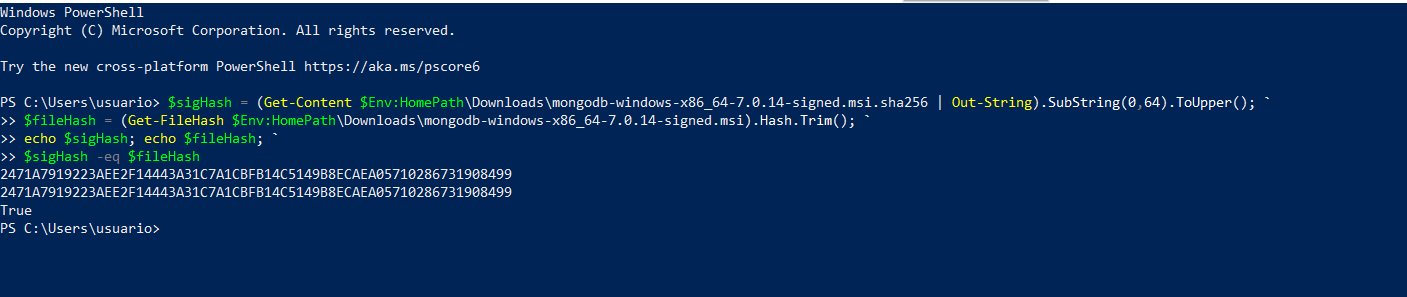 Windows PowerShell
Copyright (C) Microsoft Corporation. All rights reserved.
Try the new cross-platform PowerShell https://aka.ms/pscore6
PS C:\Users\usuario> $sigHash = (Get-Content $Env:HomePath\Downloads\mongodb-windows-x86_64-7.0.14-signed.msi.sha256 | Out-String).SubString(0,64).ToUpper(); `
>> $fileHash = (Get-FileHash $Env:HomePath\Downloads\mongodb-windows-x86_64-7.0.14-signed.msi).Hash.Trim(); `
>> echo $sigHash; echo $fileHash; `
>> $sigHash -eq $fileHash
2471A7919223AEE2F14443A31C7A1CBFB14C5149B8ECAEA05710286731908499
2471A7919223AEE2F14443A31C7A1CBFB14C5149B8ECAEA05710286731908499
True
PS C:\Users\usuario>